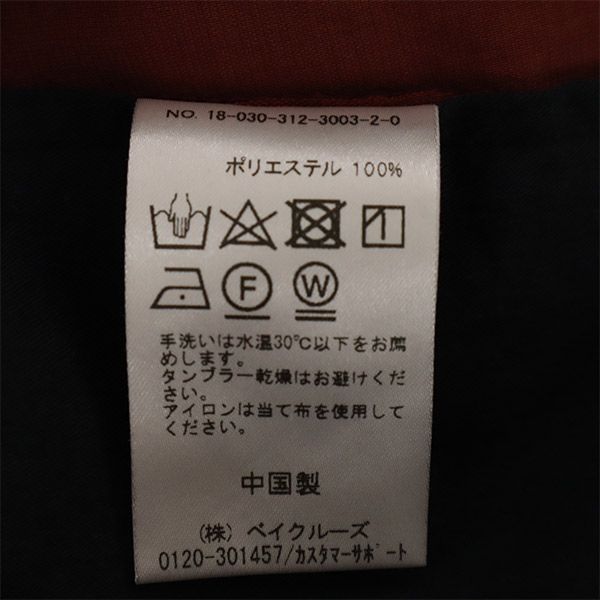 NO. 18-030-312-3003-2-0
ポリエステル 100%
F
W
手洗いは水温30℃以下をお薦
めします。
タンブラー乾燥はお避けくだ
さい。
アイロンは当て布を使用して
ください。
中国製
(株) ベイクルーズ
0120-301457/ｶｽﾀﾏｰｻﾎﾟｰﾄ